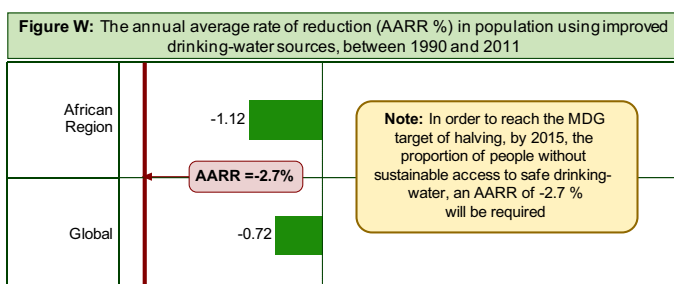 Figure W: The annual average rate of reduction (AARR %) in population using improved
drinking-water sources, between 1990 and 2011
African
Region
-1.12
Note: In order to reach the MDG
target of halving, by 2015, the
proportion of people without
sustainable access to safe drinking-
water, an AARR of -2.7 %
will be required
AARR =-2.7%
Global
-0.72